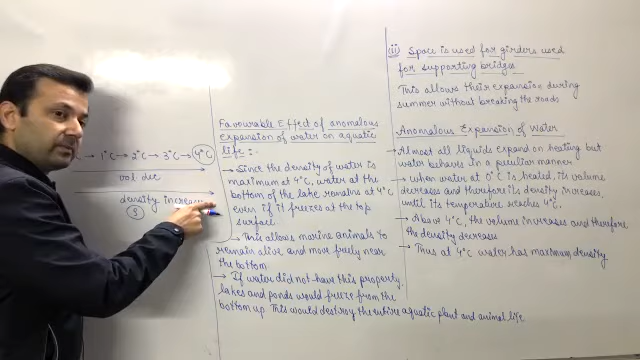 → 1°C → 2°C → 3°C → 4°C
vol dec
density increases
(ρ)
Favourable Effect of anomalous
expansion of water on aquatic
life :-
→ Since the density of water is
maximum at 4°C, water at the
bottom of the lake remains at 4°C
even if it freezes at the top
surface
→ This allows marine animals to
remain alive and move freely near
the bottom
→ If water did not have this property
lakes and ponds would freeze from the
bottom up. This would destroy the entire aquatic plant and animal life
(ii) Space is used for girders used
for supporting bridges
This allows their expansion during
summer without breaking the roads
Anomalous Expansion of Water
→ Almost all liquids expand on heating but
water behaves in a peculiar manner
→ when water at 0°C is heated, its volume
decreases and therefore its density increases,
until its temperature reaches 4°C.
→ Above 4°C, the volume increases and therefore
the density decreases
→ Thus at 4°C water has maximum density